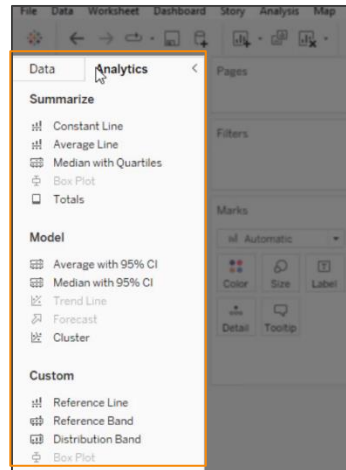 File Data Worksheet Dashboard Story Analysis Map
Data Analytics
Pages
Summarize
Constant Line
Average Line
Median with Quartiles
Box Plot
Totals
Filters
Model
Average with 95% CI
Median with 95% CI
Trend Line
Forecast
Cluster
Marks
Automatic
Color Size Label
Detail Tooltip
Custom
Reference Line
Reference Band
Distribution Band
Box Plot